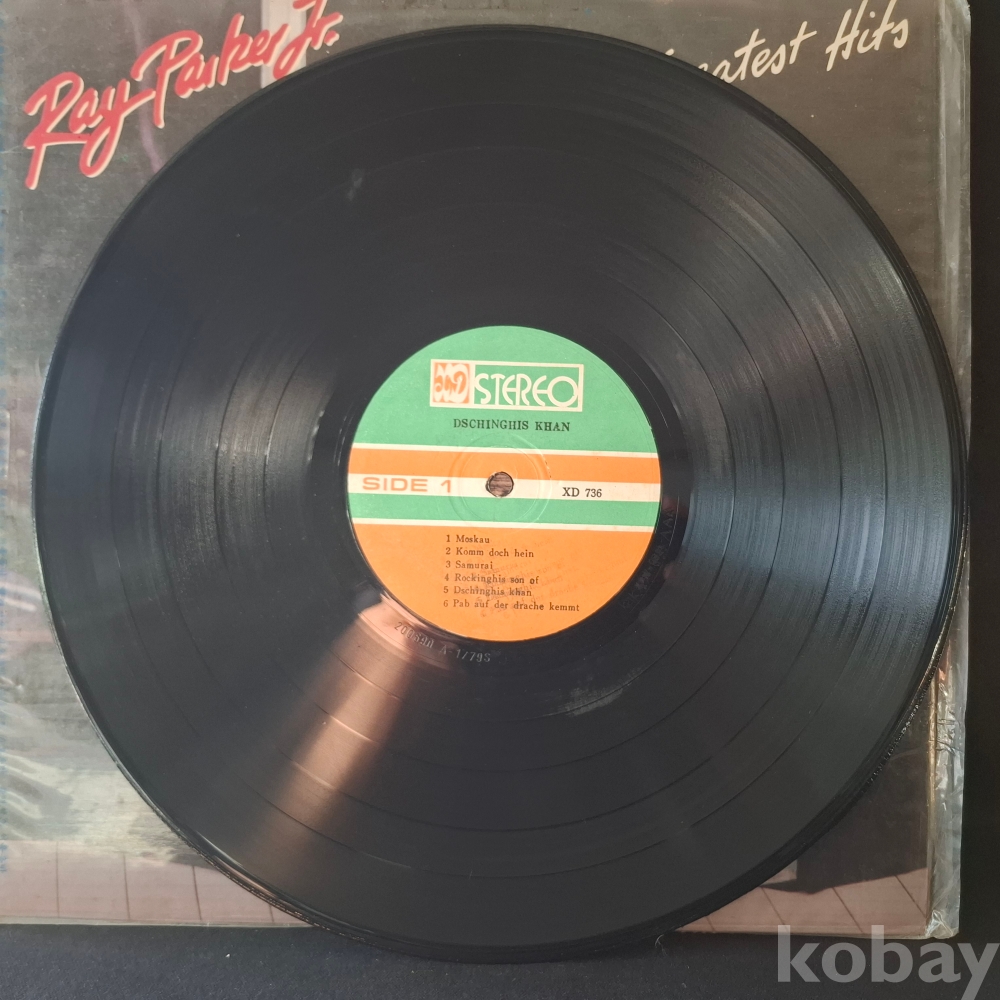 Ray Parker Jr.
Hits
STEREO
DSCHINGHIS KHAN
SIDE 1
XD 736
1 Moskau
2 Komm doch hein
3 Samurai
4 Rockinghis son of
5 Dschinghis khan
6 Pab auf der drache kemmt
kobay